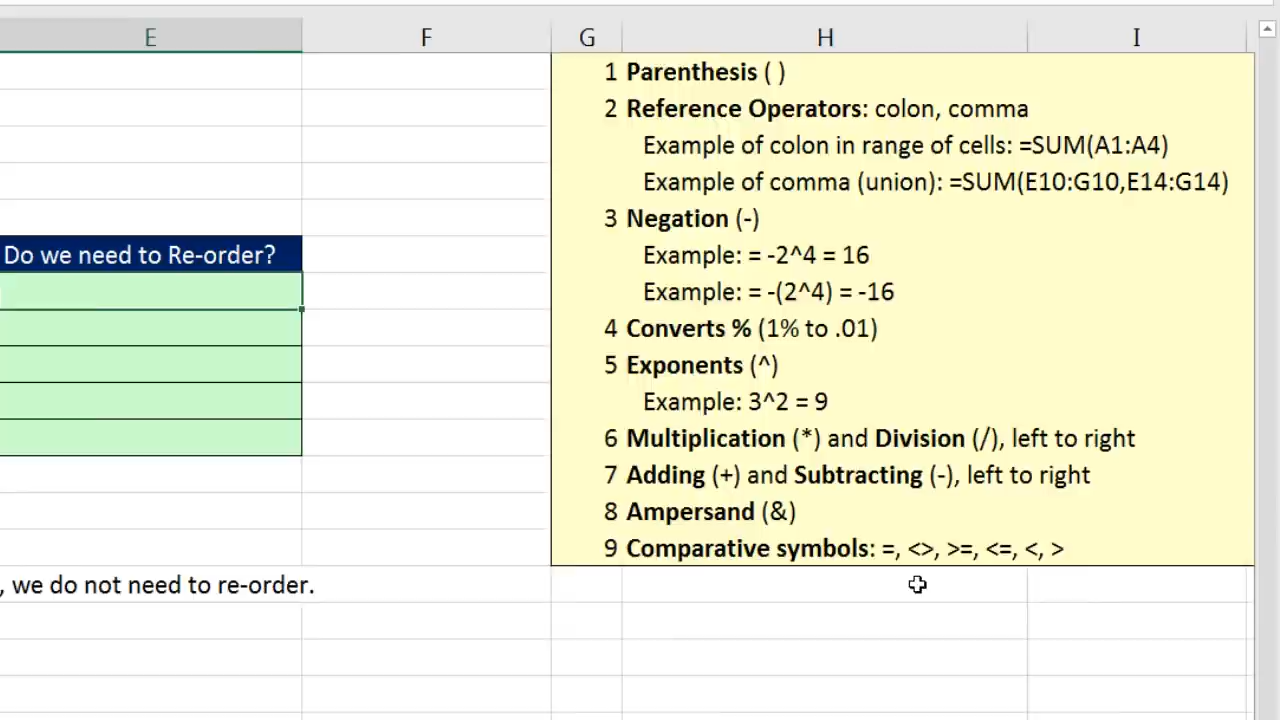 E F G H I
1 Parenthesis ( )
2 Reference Operators: colon, comma
Example of colon in range of cells: =SUM(A1:A4)
Example of comma (union): =SUM(E10:G10,E14:G14)
3 Negation (-)
Do we need to Re-order?
Example: = -2^4 = 16
Example: = -(2^4) = -16
4 Converts % (1% to .01)
5 Exponents (^)
Example: 3^2 = 9
6 Multiplication (*) and Division (/), left to right
7 Adding (+) and Subtracting (-), left to right
8 Ampersand (&)
9 Comparative symbols: =, <>, >=, <=, <, >
, we do not need to re-order.